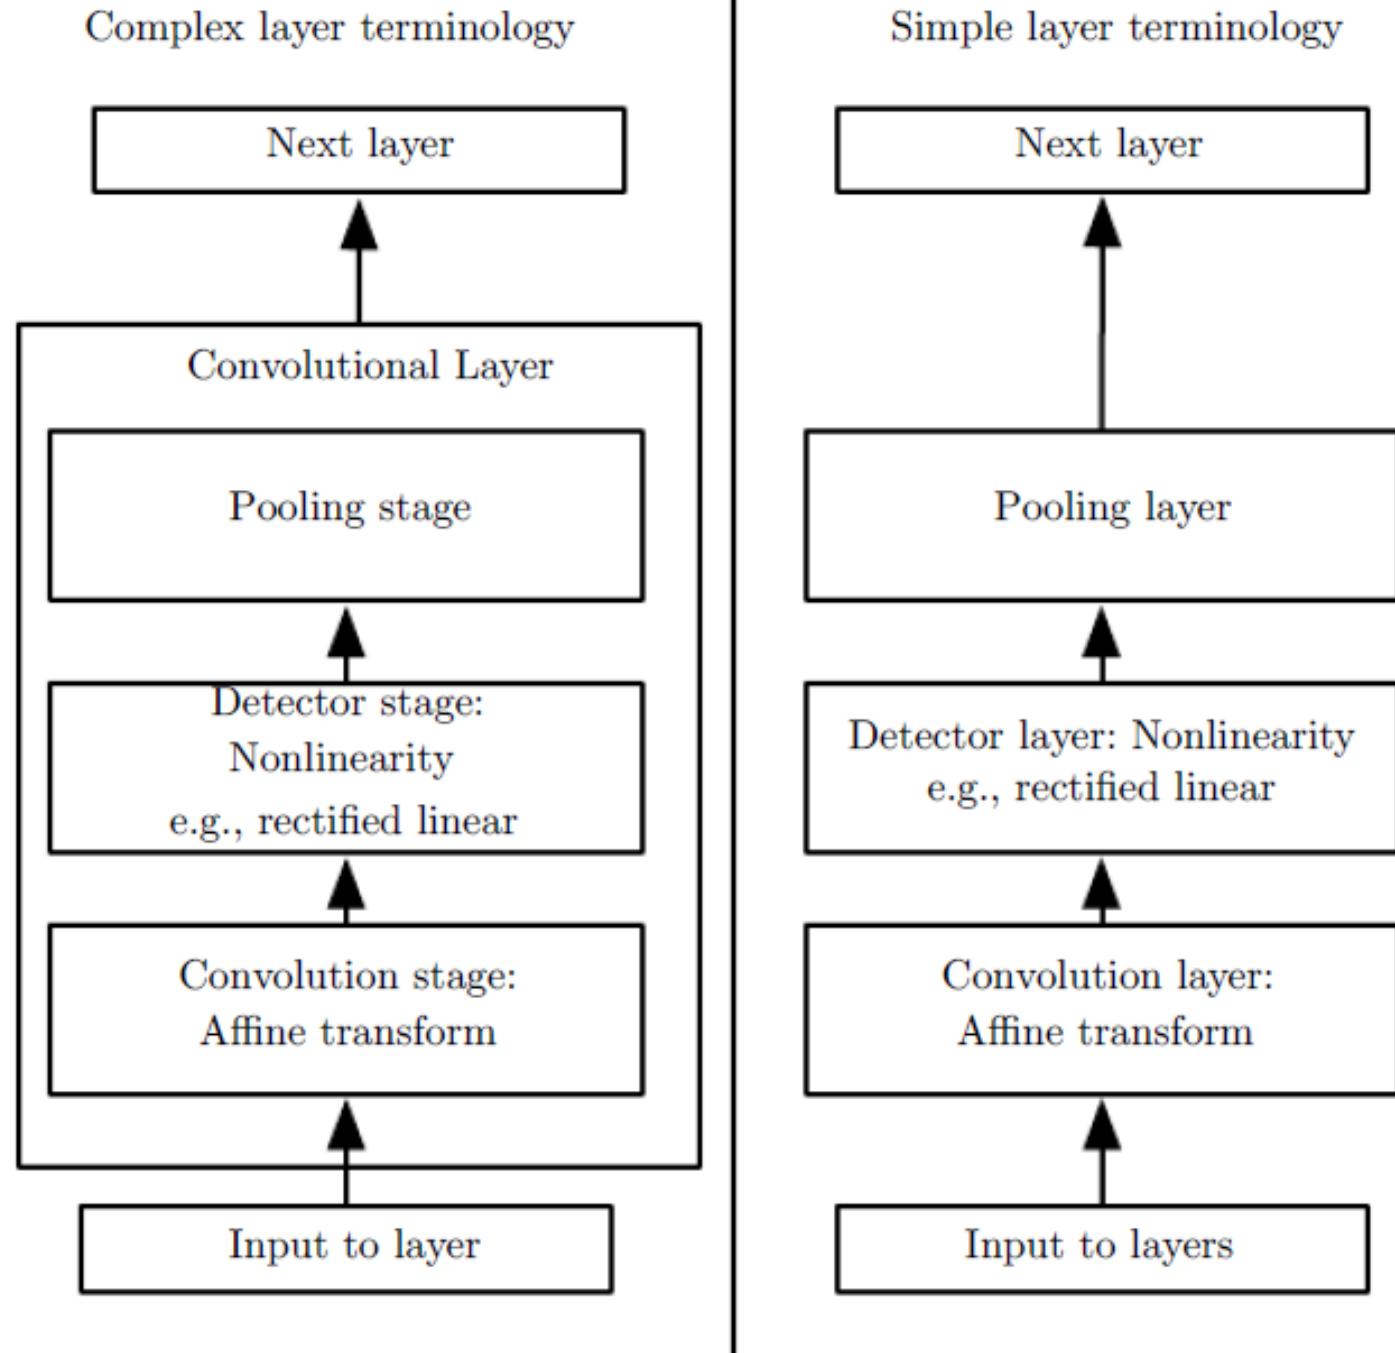 Complex layer terminology
Next layer
Convolutional Layer
Pooling stage
Detector stage:
Nonlinearity
e.g., rectified linear
Convolution stage:
Affine transform
Input to layer
Simple layer terminology
Next layer
Pooling layer
Detector layer: Nonlinearity
e.g., rectified linear
Convolution layer:
Affine transform
Input to layers